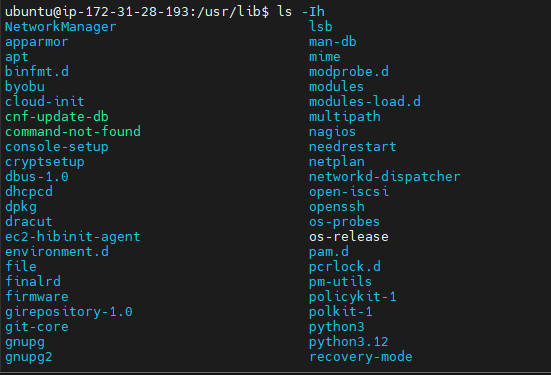 ubuntu@ip-172-31-28-193:/usr/lib$ ls -Ih
NetworkManager lsb
apparmor man-db
apt mime
binfmt.d modprobe.d
byobu modules
cloud-init modules-load.d
cnf-update-db multipath
command-not-found nagios
console-setup needrestart
cryptsetup netplan
dbus-1.0 networkd-dispatcher
dhcpcd open-iscsi
dpkg openssh
dracut os-probes
ec2-hibinit-agent os-release
environment.d pam.d
file pcrlock.d
finalrd pm-utils
firmware policykit-1
girepository-1.0 polkit-1
git-core python3
gnupg python3.12
gnupg2 recovery-mode